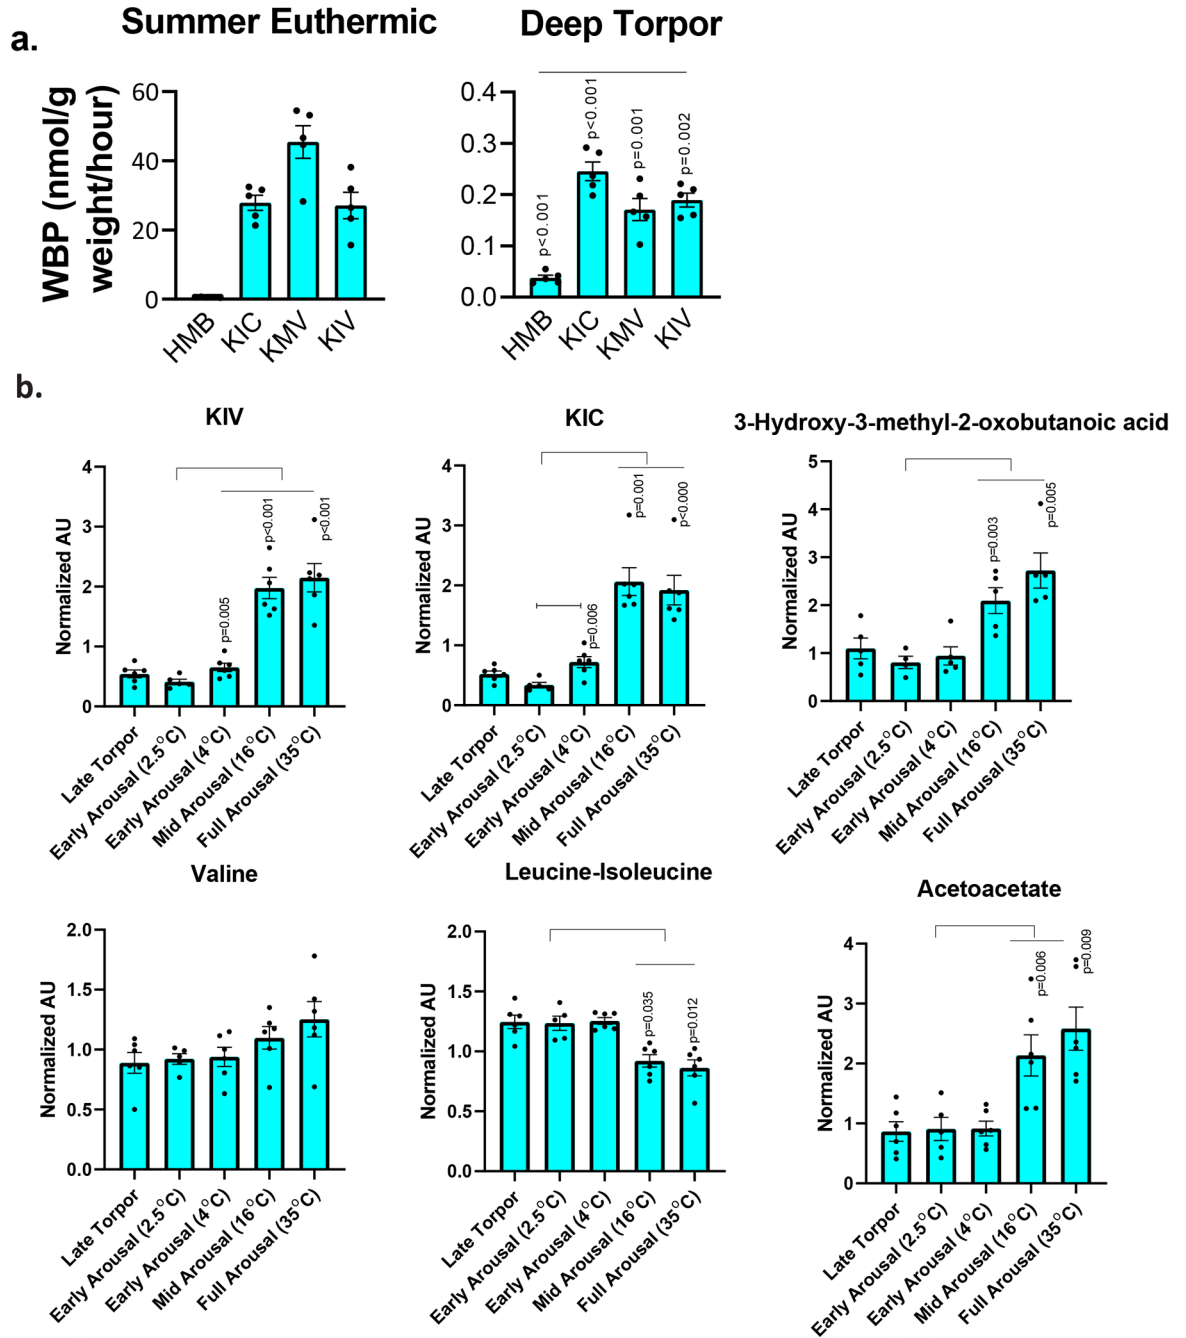 a.
Summer Euthermic
Deep Torpor
WBP (nmol/g
weight/hour)
60
40
20
0
HMB
KIC
KMV
KIV
0.4
0.3
0.2
0.1
0.0
p<0.001
p<0.001
p=0.001
p=0.002
HMB
KIC
KMV
KIV
b.
KIV
Normalized AU
4
3
2
1
0
p=0.005
p<0.001
p<0.001
Late Torpor
Early Arousal (2.5°C)
Early Arousal (4°C)
Mid Arousal (16°C)
Full Arousal (35°C)
KIC
Normalized AU
4
3
2
1
0
p=0.006
p=0.001
p<0.000
Late Torpor
Early Arousal (2.5°C)
Early Arousal (4°C)
Mid Arousal (16°C)
Full Arousal (35°C)
3-Hydroxy-3-methyl-2-oxobutanoic acid
Normalized AU
5
4
3
2
1
0
p=0.003
p=0.005
Late Torpor
Early Arousal (2.5°C)
Early Arousal (4°C)
Mid Arousal (16°C)
Full Arousal (35°C)
Valine
Normalized AU
2.0
1.5
1.0
0.5
0.0
Late Torpor
Early Arousal (2.5°C)
Early Arousal (4°C)
Mid Arousal (16°C)
Full Arousal (35°C)
Leucine-Isoleucine
Normalized AU
2.0
1.5
1.0
0.5
0.0
p=0.035
p=0.012
Late Torpor
Early Arousal (2.5°C)
Early Arousal (4°C)
Mid Arousal (16°C)
Full Arousal (35°C)
Acetoacetate
Normalized AU
4
3
2
1
0
p=0.006
p=0.009
Late Torpor
Early Arousal (2.5°C)
Early Arousal (4°C)
Mid Arousal (16°C)
Full Arousal (35°C)